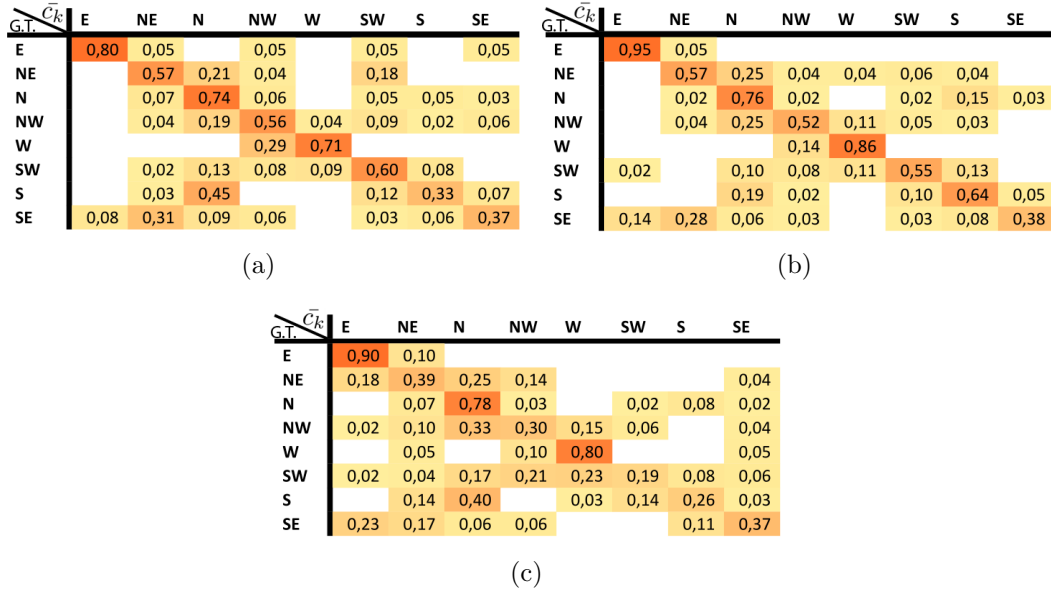 c̄ₖ E NE N NW W SW S SE
G.T.
E 0,80 0,05 0,05 0,05 0,05
NE 0,57 0,21 0,04 0,18
N 0,07 0,74 0,06 0,05 0,05 0,03
NW 0,04 0,19 0,56 0,04 0,09 0,02 0,06
W 0,29 0,71
SW 0,02 0,13 0,08 0,09 0,60 0,08
S 0,03 0,45 0,12 0,33 0,07
SE 0,08 0,31 0,09 0,06 0,03 0,06 0,37
(a)
c̄ₖ E NE N NW W SW S SE
G.T.
E 0,95 0,05
NE 0,57 0,25 0,04 0,04 0,06 0,04
N 0,02 0,76 0,02 0,02 0,15 0,03
NW 0,04 0,25 0,52 0,11 0,05 0,03
W 0,14 0,86
SW 0,02 0,10 0,08 0,11 0,55 0,13
S 0,19 0,02 0,10 0,64 0,05
SE 0,14 0,28 0,06 0,03 0,03 0,08 0,38
(b)
c̄ₖ E NE N NW W SW S SE
G.T.
E 0,90 0,10
NE 0,18 0,39 0,25 0,14 0,04
N 0,07 0,78 0,03 0,02 0,08 0,02
NW 0,02 0,10 0,33 0,30 0,15 0,06 0,04
W 0,05 0,10 0,80 0,05
SW 0,02 0,04 0,17 0,21 0,23 0,19 0,08 0,06
S 0,14 0,40 0,03 0,14 0,26 0,03
SE 0,23 0,17 0,06 0,06 0,11 0,37
(c)